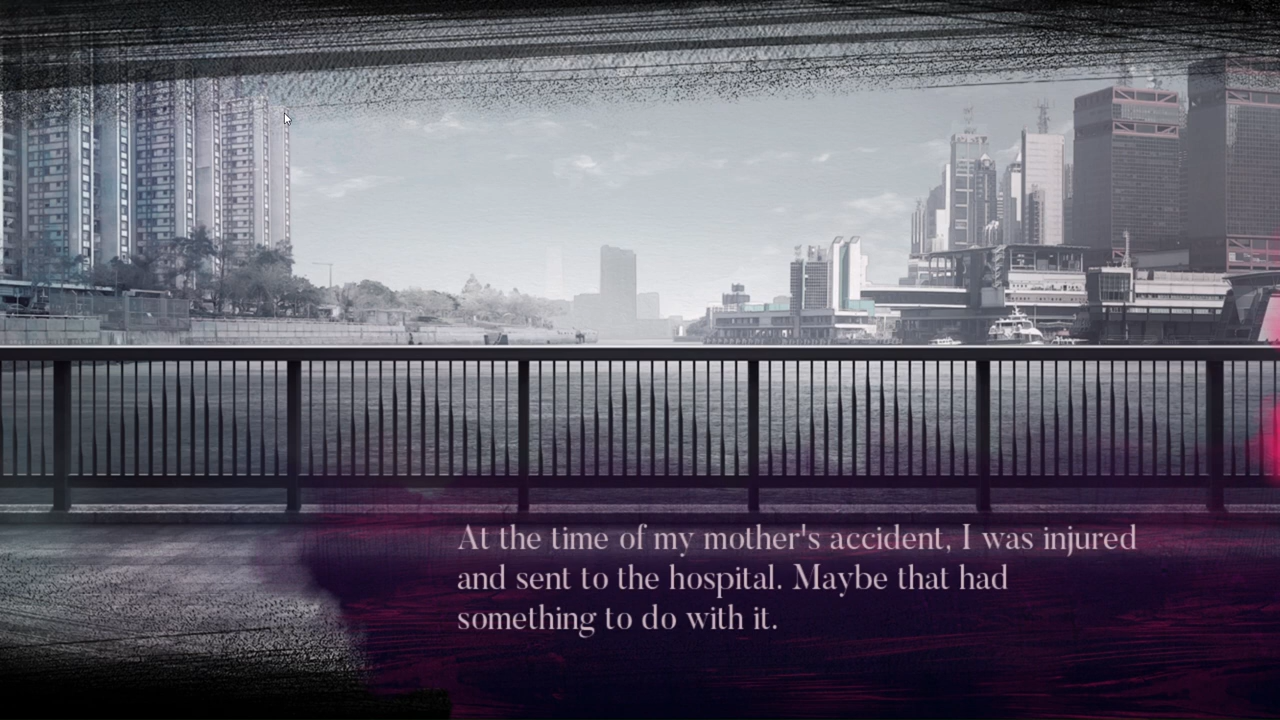 At the time of my mother's accident, I was injured
and sent to the hospital. Maybe that had
something to do with it.